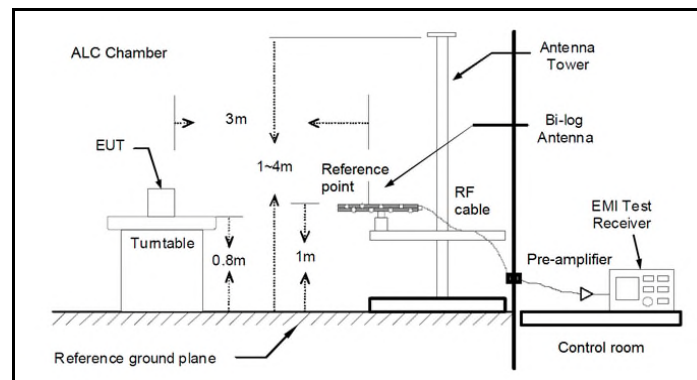 ALC Chamber
Antenna
Tower
3m
Bi-log
Antenna
EUT
1~4m
Reference
point
RF
cable
EMI Test
Receiver
Turntable
0.8m
1m
Pre-amplifier
Reference ground plane
Control room